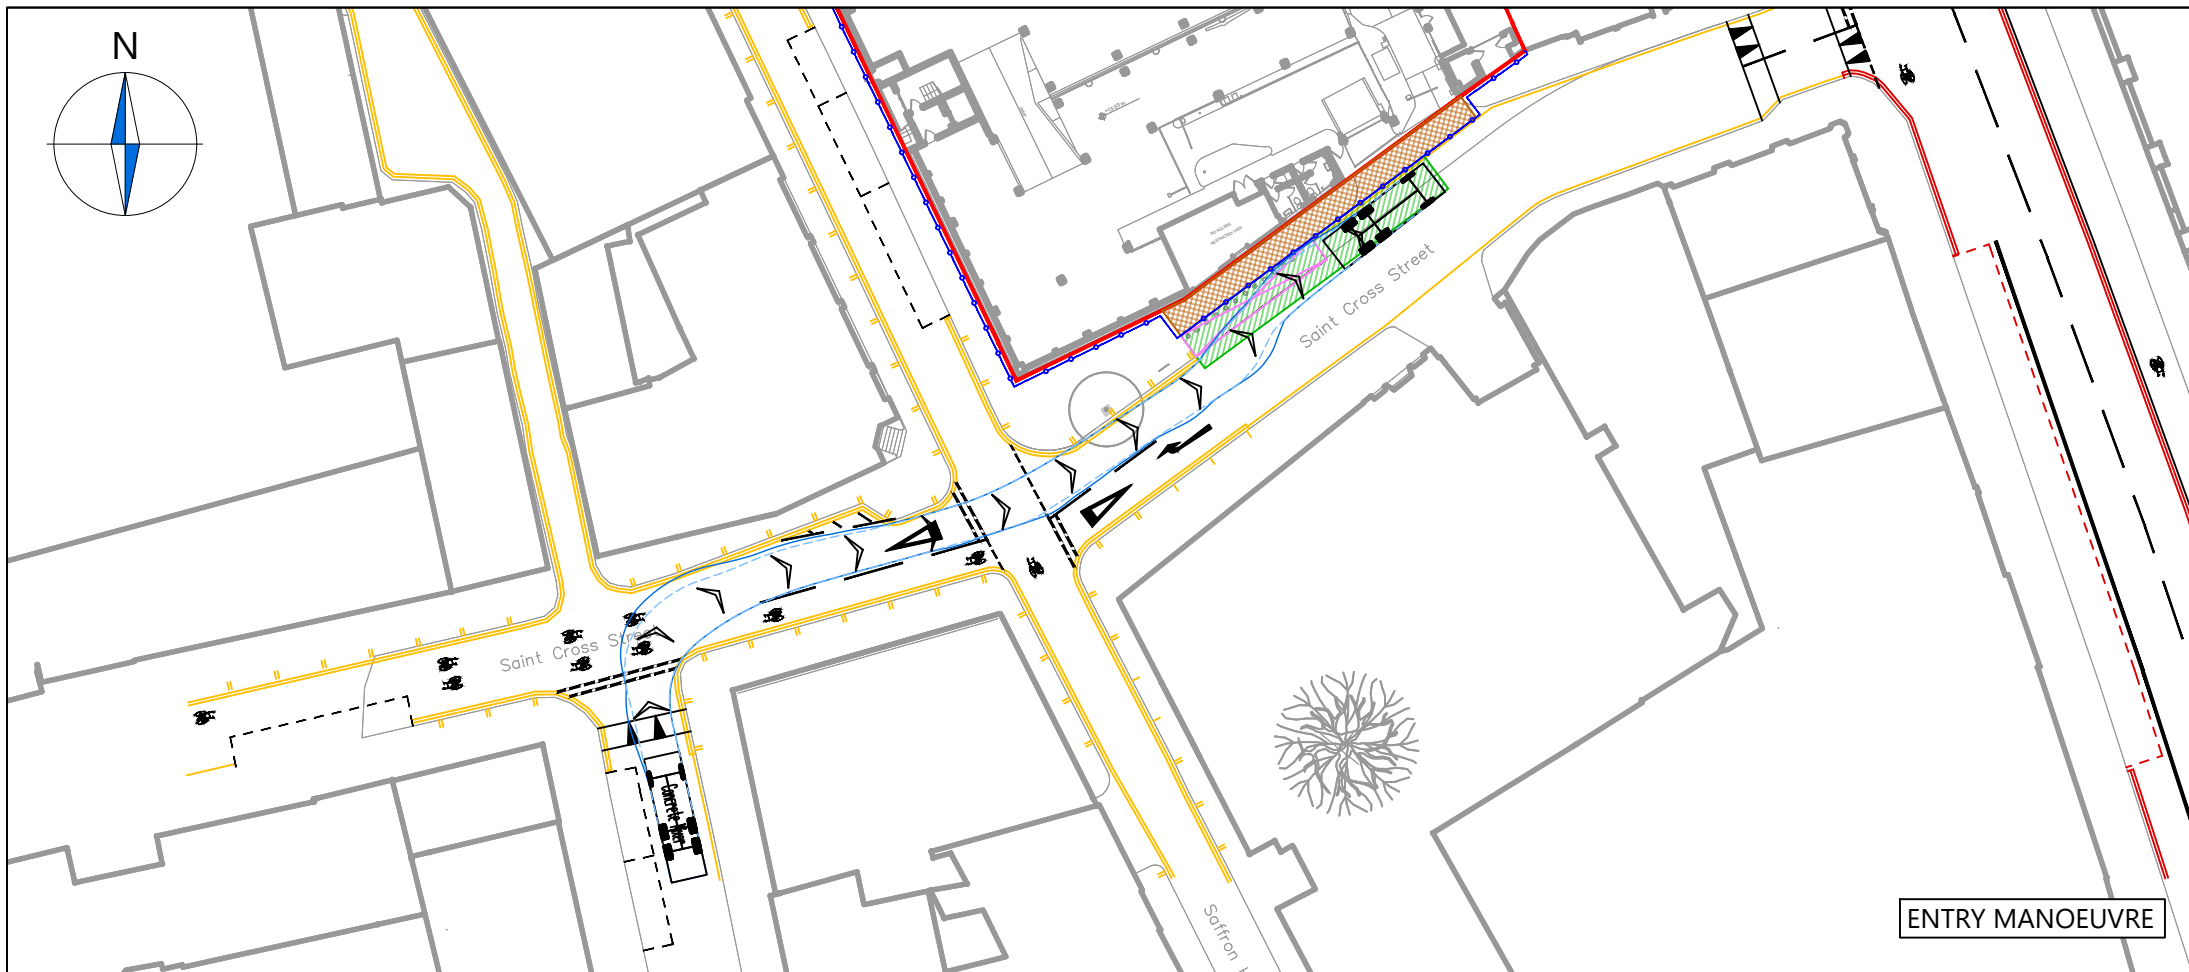 N
Saint Cross Street
Saint Cross Street
Concrete Mixer
Saffron H
ENTRY MANOEUVRE